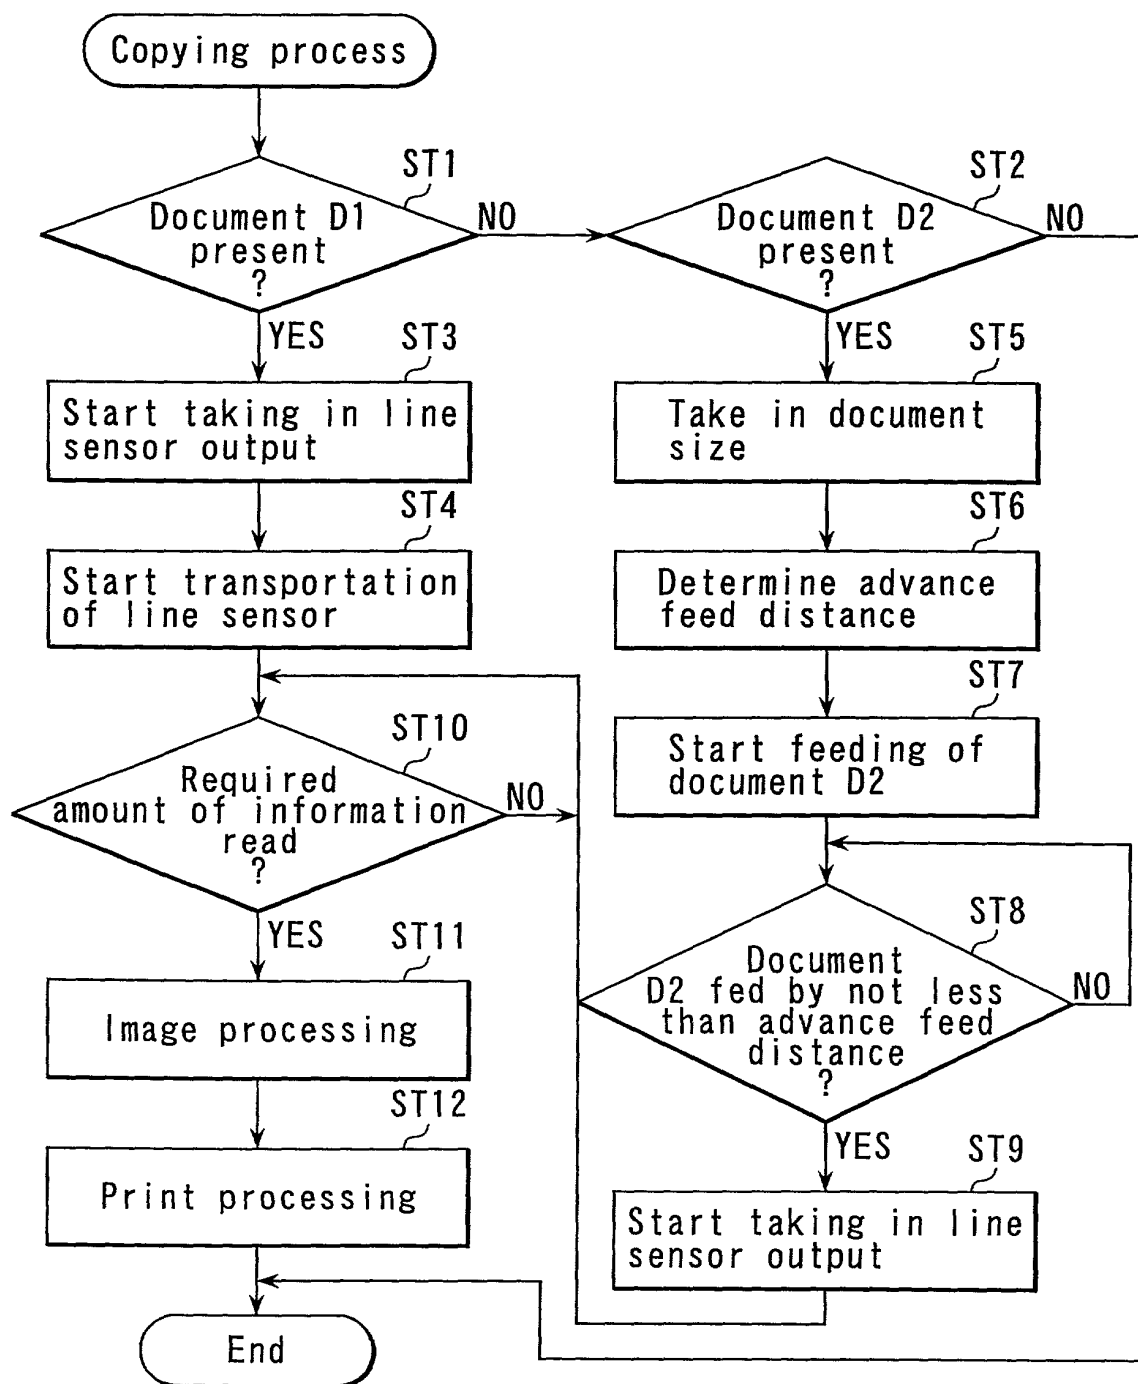 Copying process
ST1
Document D1
present
?
NO
YES
ST2
Document D2
present
?
NO
YES
ST3
Start taking in line
sensor output
ST4
Start transportation
of line sensor
ST5
Take in document
size
ST6
Determine advance
feed distance
ST7
Start feeding of
document D2
ST8
Document
D2 fed by not less
than advance feed
distance
?
NO
YES
ST9
Start taking in line
sensor output
ST10
Required
amount of information
read
?
NO
YES
ST11
Image processing
ST12
Print processing
End